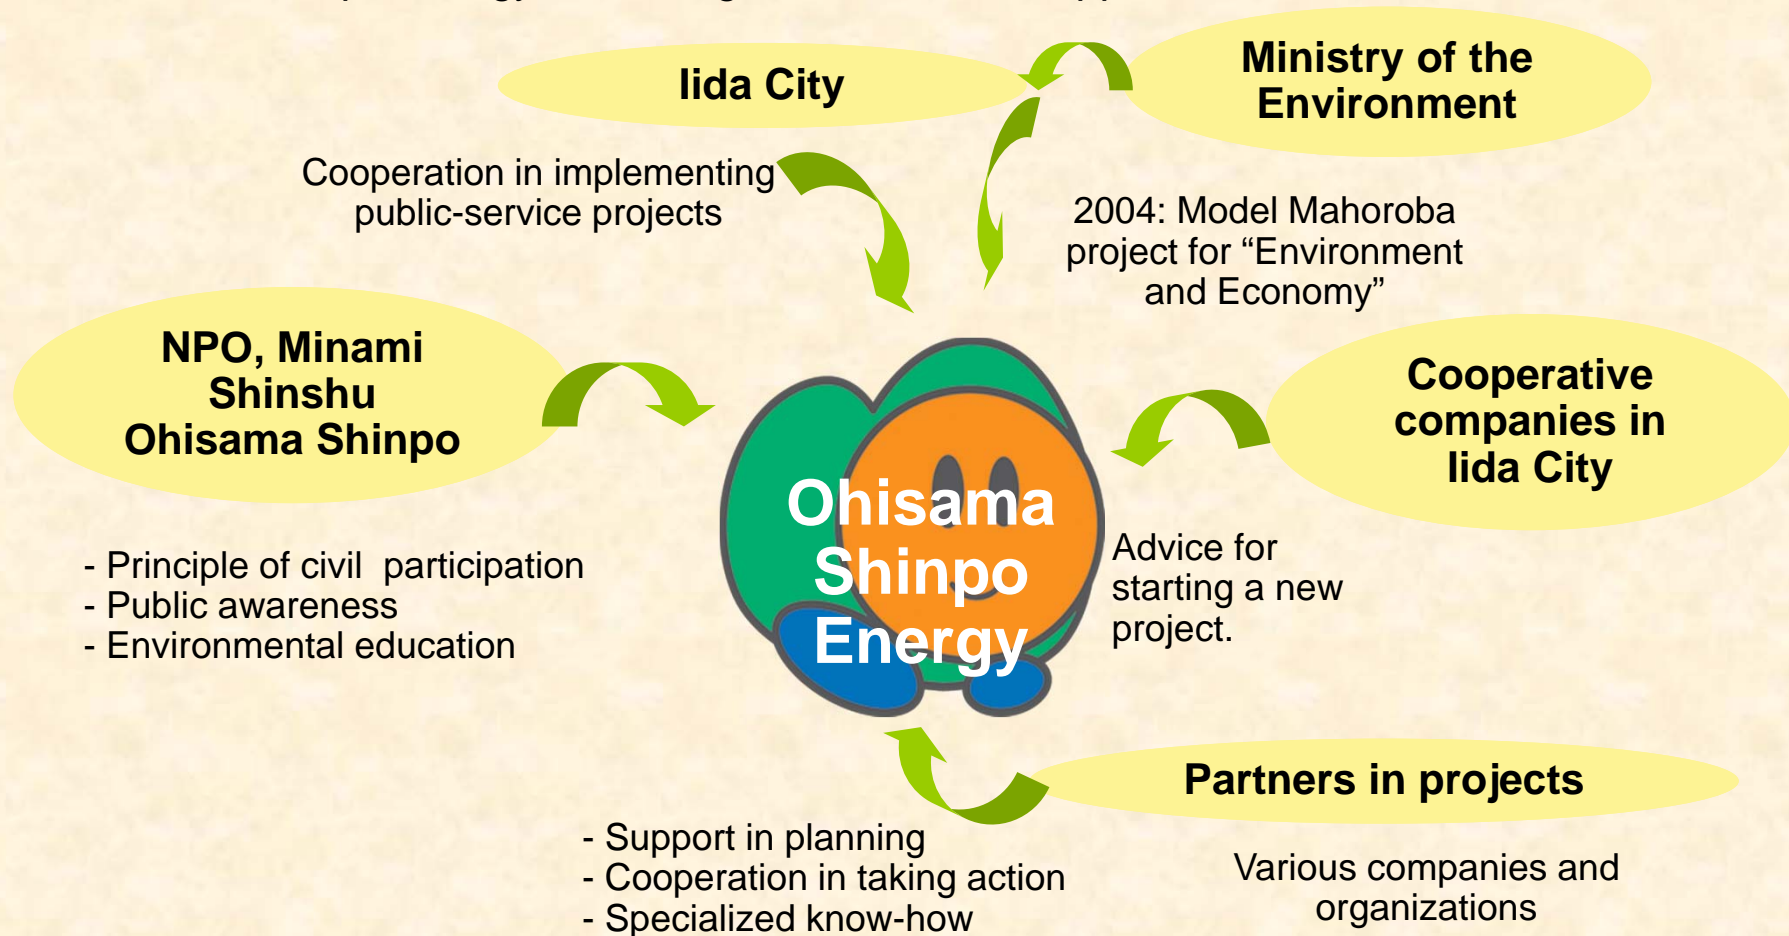 Iida City
Ministry of the
Environment
Cooperation in implementing
public-service projects
2004: Model Mahoroba
project for “Environment
and Economy”
NPO, Minami
Shinshu
Ohisama Shinpo
Cooperative
companies in
Iida City
Ohisama
Shinpo
Energy
- Principle of civil participation
- Public awareness
- Environmental education
Advice for
starting a new
project.
Partners in projects
- Support in planning
- Cooperation in taking action
- Specialized know-how
Various companies and
organizations